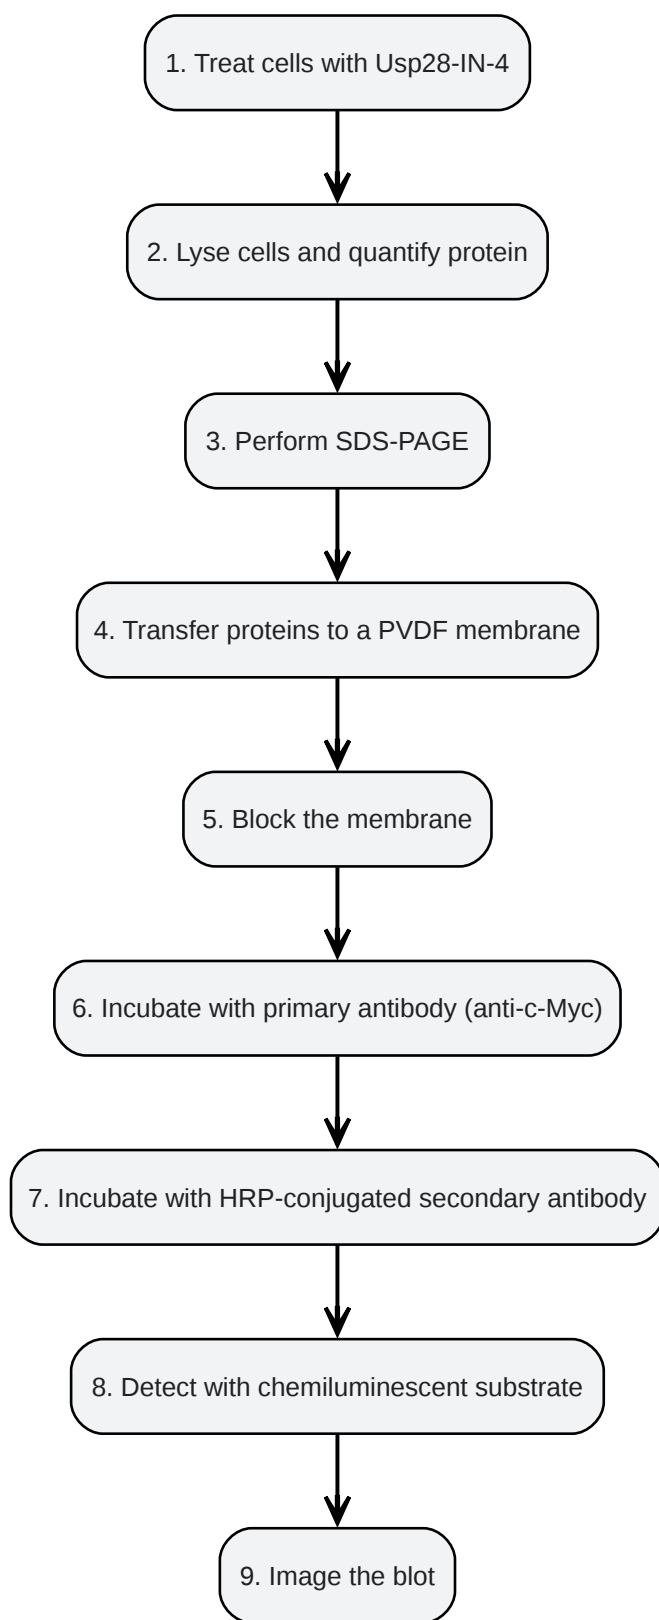 1. Treat cells with Usp28-IN-4
2. Lyse cells and quantify protein
3. Perform SDS-PAGE
4. Transfer proteins to a PVDF membrane
5. Block the membrane
6. Incubate with primary antibody (anti-c-Myc)
7. Incubate with HRP-conjugated secondary antibody
8. Detect with chemiluminescent substrate
9. Image the blot